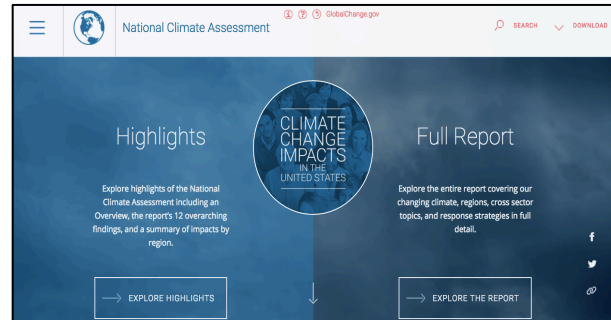 National Climate Assessment
GlobalChange.gov
SEARCH
DOWNLOAD
Highlights
Explore highlights of the National
Climate Assessment including an
Overview, the report's 12 overarching
findings, and a summary of impacts by
region.
EXPLORE HIGHLIGHTS
CLIMATE
CHANGE
IMPACTS
IN THE
UNITED STATES
Full Report
Explore the entire report covering our
changing climate, regions, cross sector
topics, and response strategies in full
detail.
EXPLORE THE REPORT